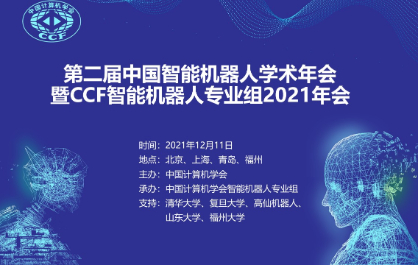 中国计算机学会
CCF
第二届中国智能机器人学术年会
暨CCF智能机器人专业组2021年会
时间：2021年12月11日
地点：北京、上海、青岛、福州
主办：中国计算机学会
承办：中国计算机学会智能机器人专业组
支持：清华大学、复旦大学、高仙机器人、
山东大学、福州大学